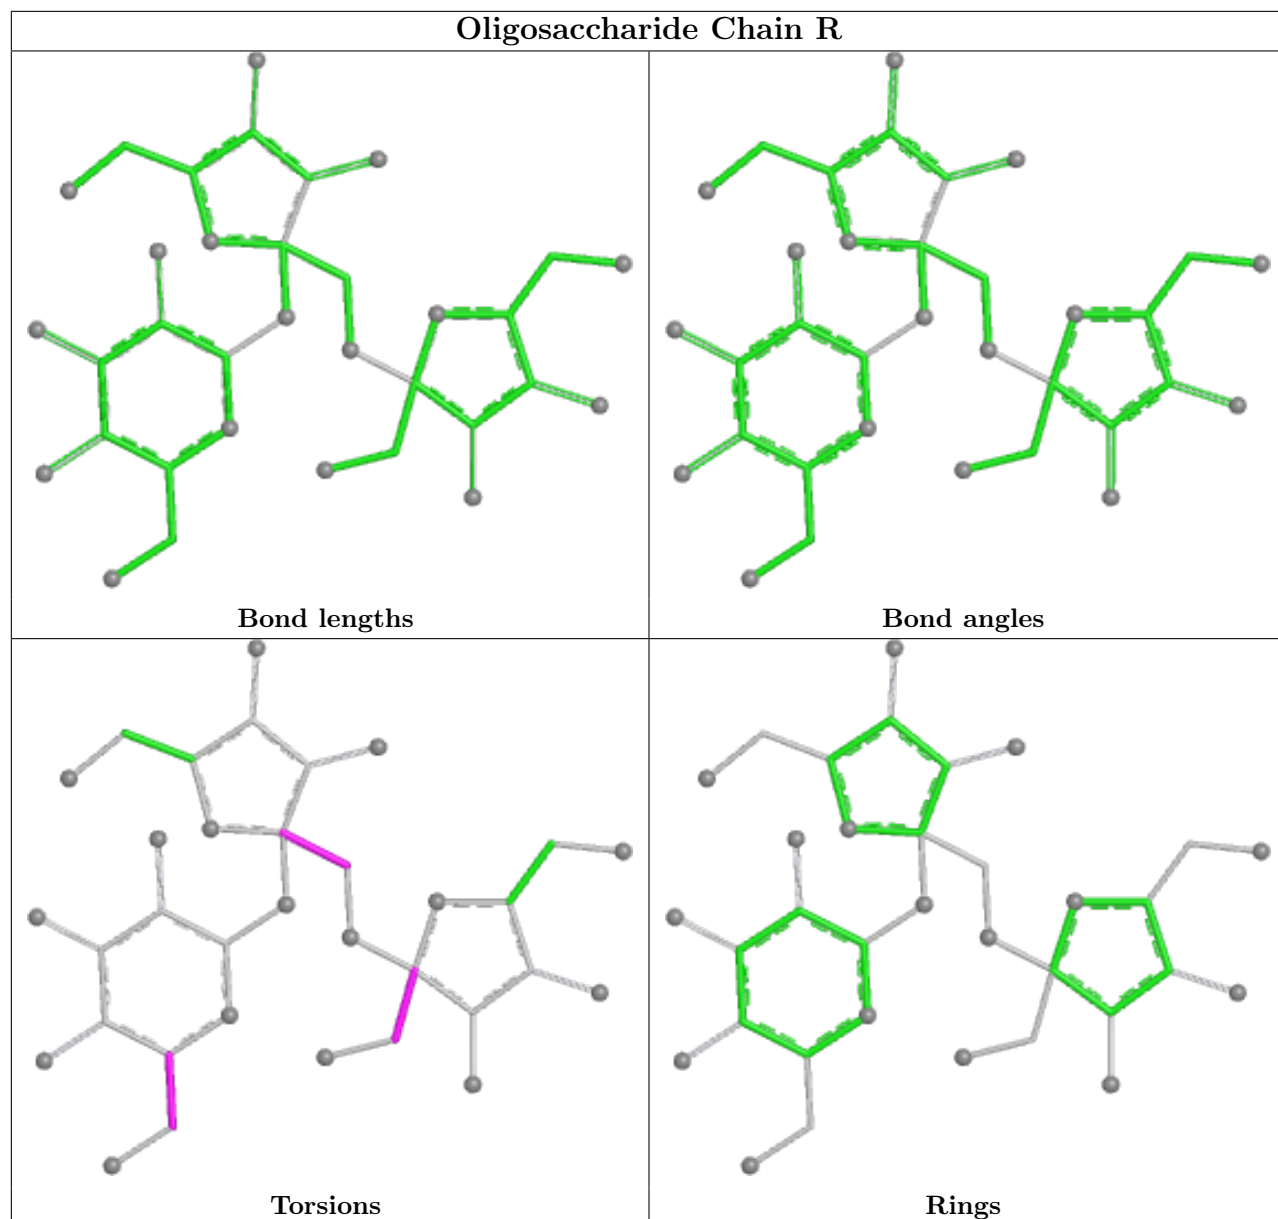 Oligosaccharide Chain R
Bond lengths
Bond angles
Torsions
Rings